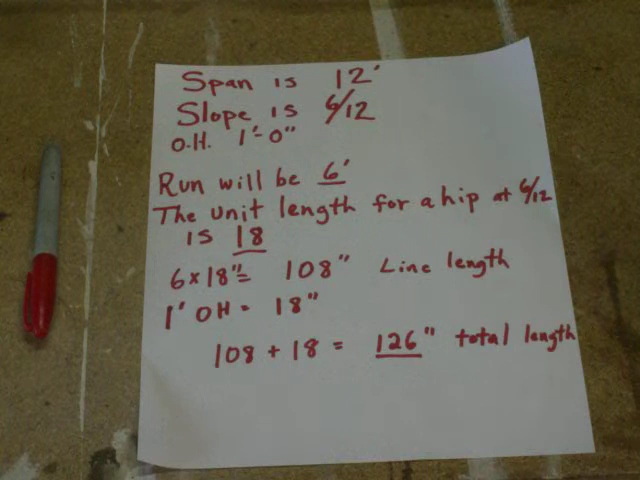 Span is 12'
Slope is 6/12
O.H. 1'-0"
Run will be 6'
The unit length for a hip at 6/12
is 18
6x18"= 108" Line length
1' OH = 18"
108 + 18 = 126" total length